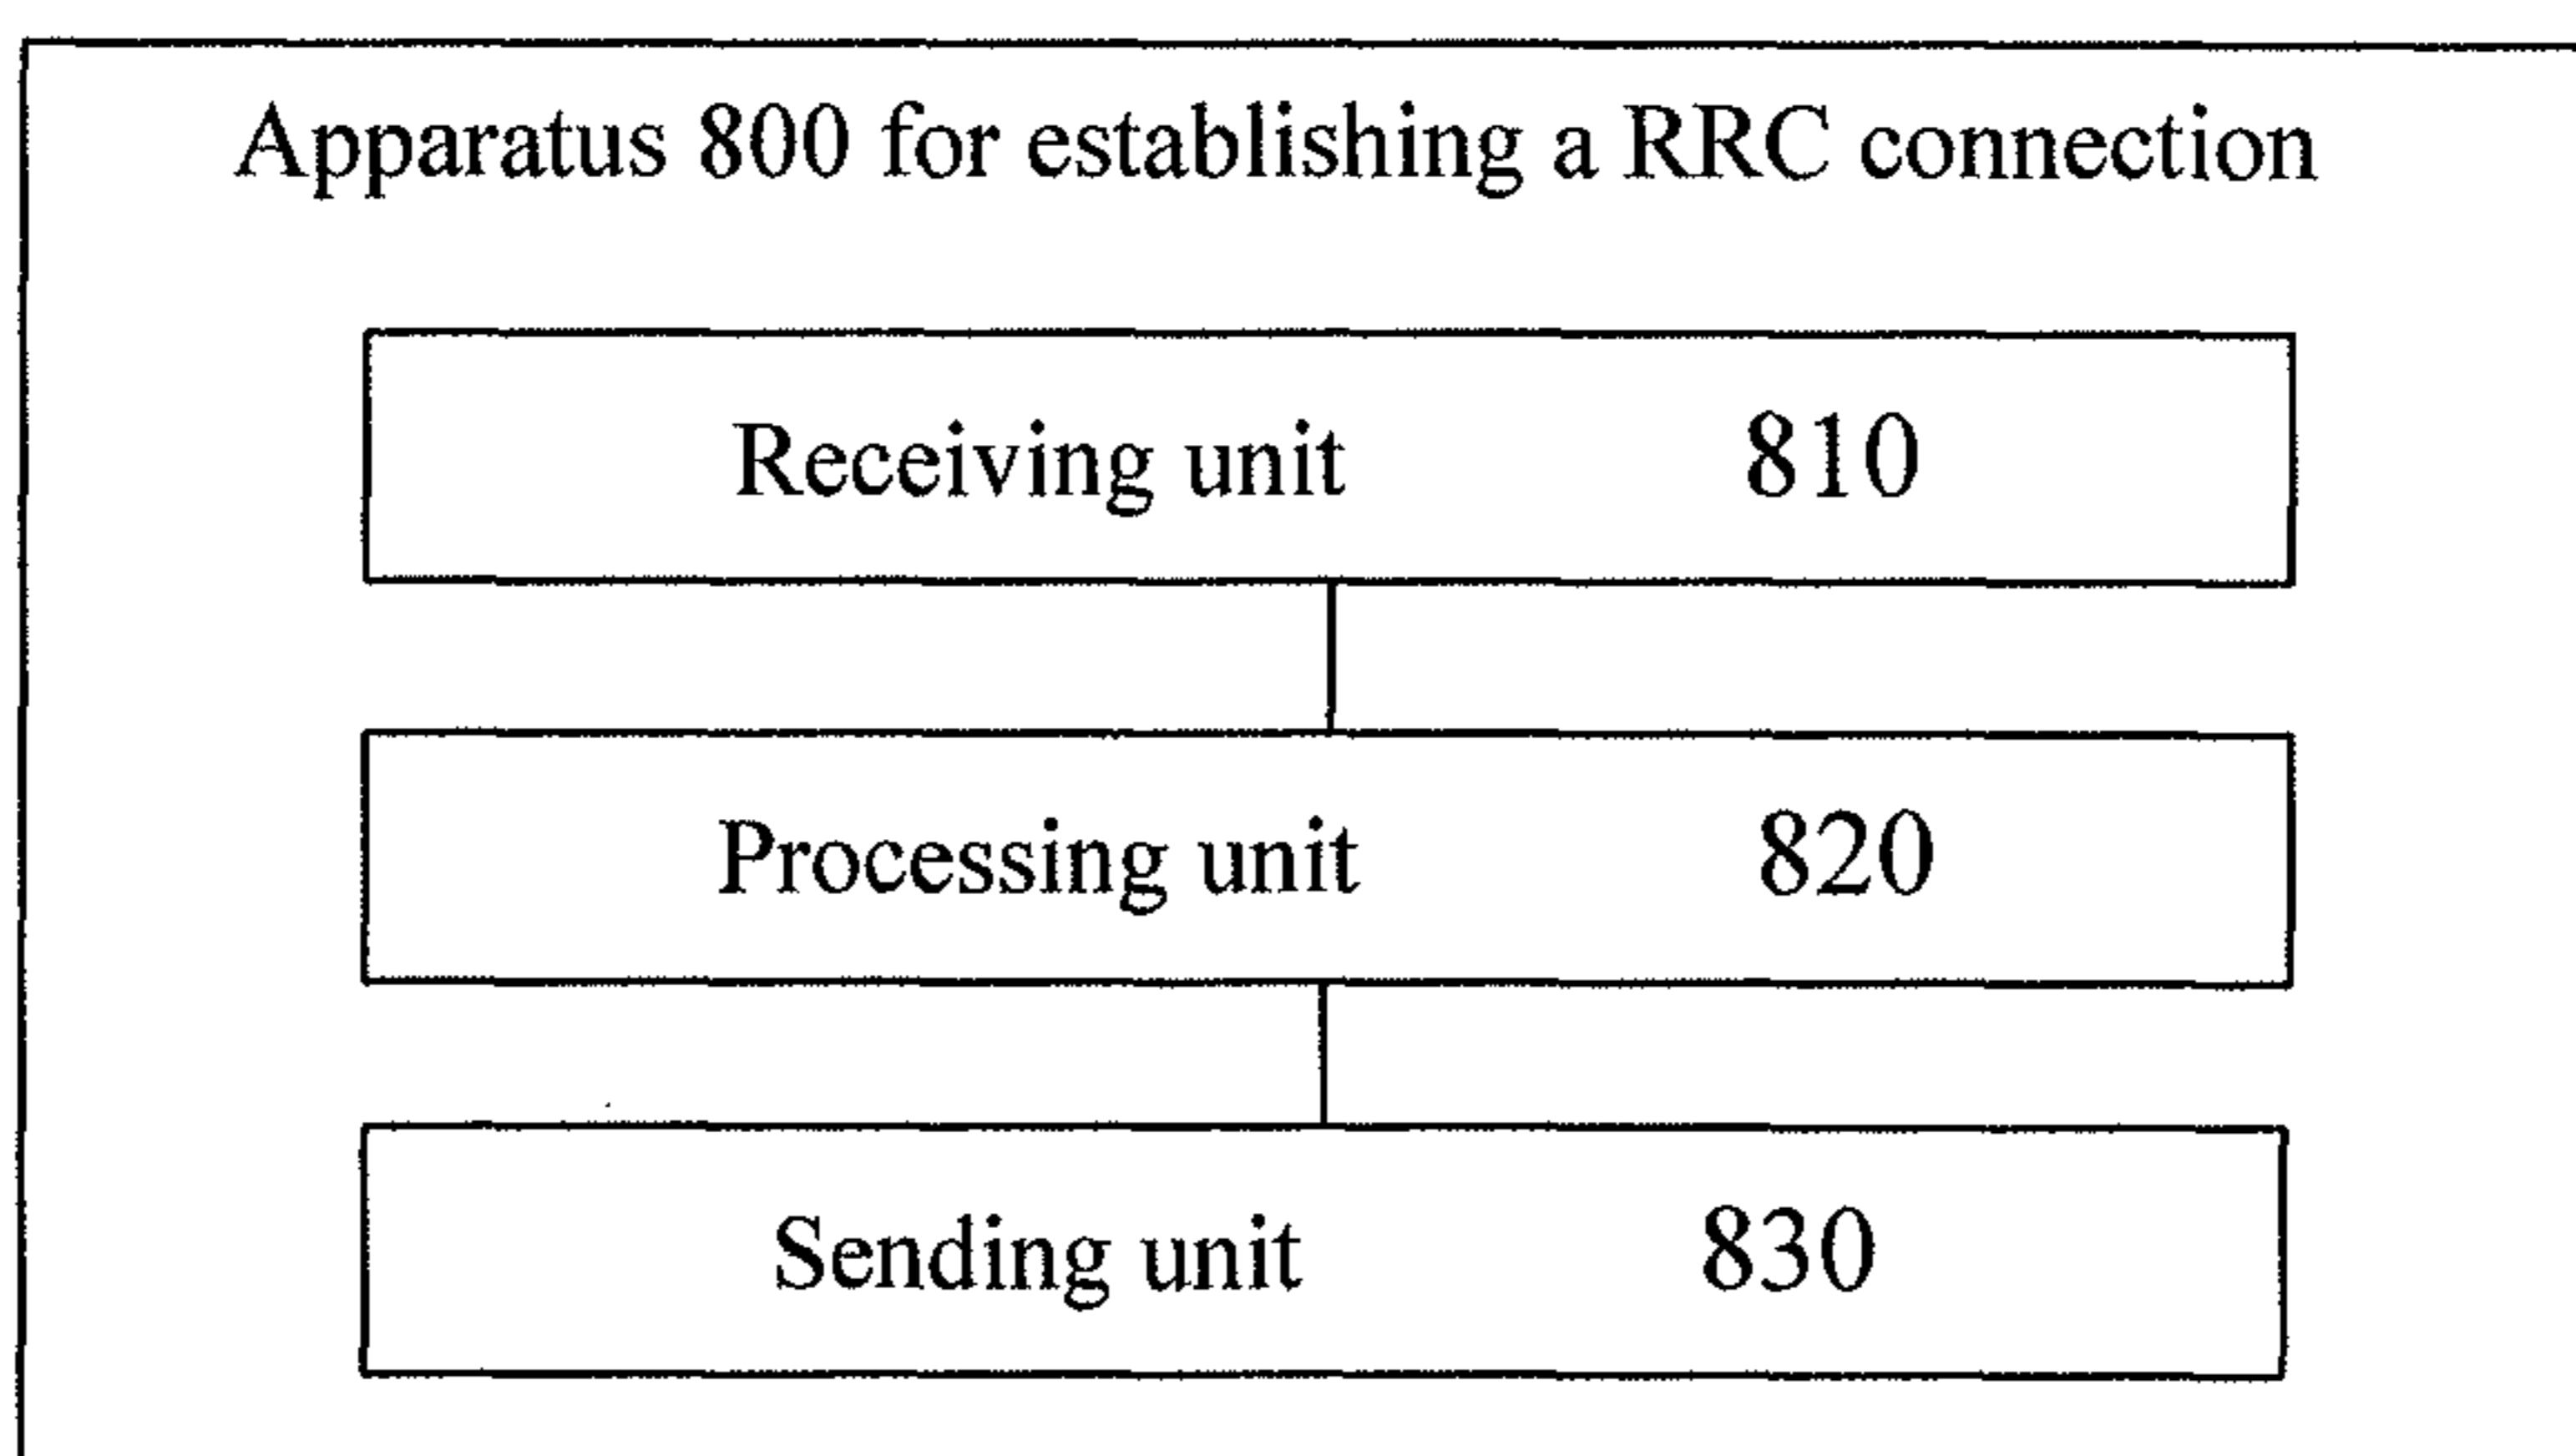 Apparatus 800 for establishing a RRC connection
Receiving unit 810
Processing unit 820
Sending unit 830